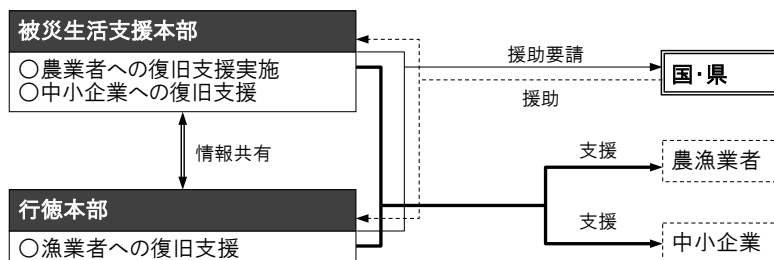 被災生活支援本部
○農業者への復旧支援実施
○中小企業への復旧支援
援助要請
国・県
援助
情報共有
支援
農漁業者
行徳本部
○漁業者への復旧支援
支援
中小企業